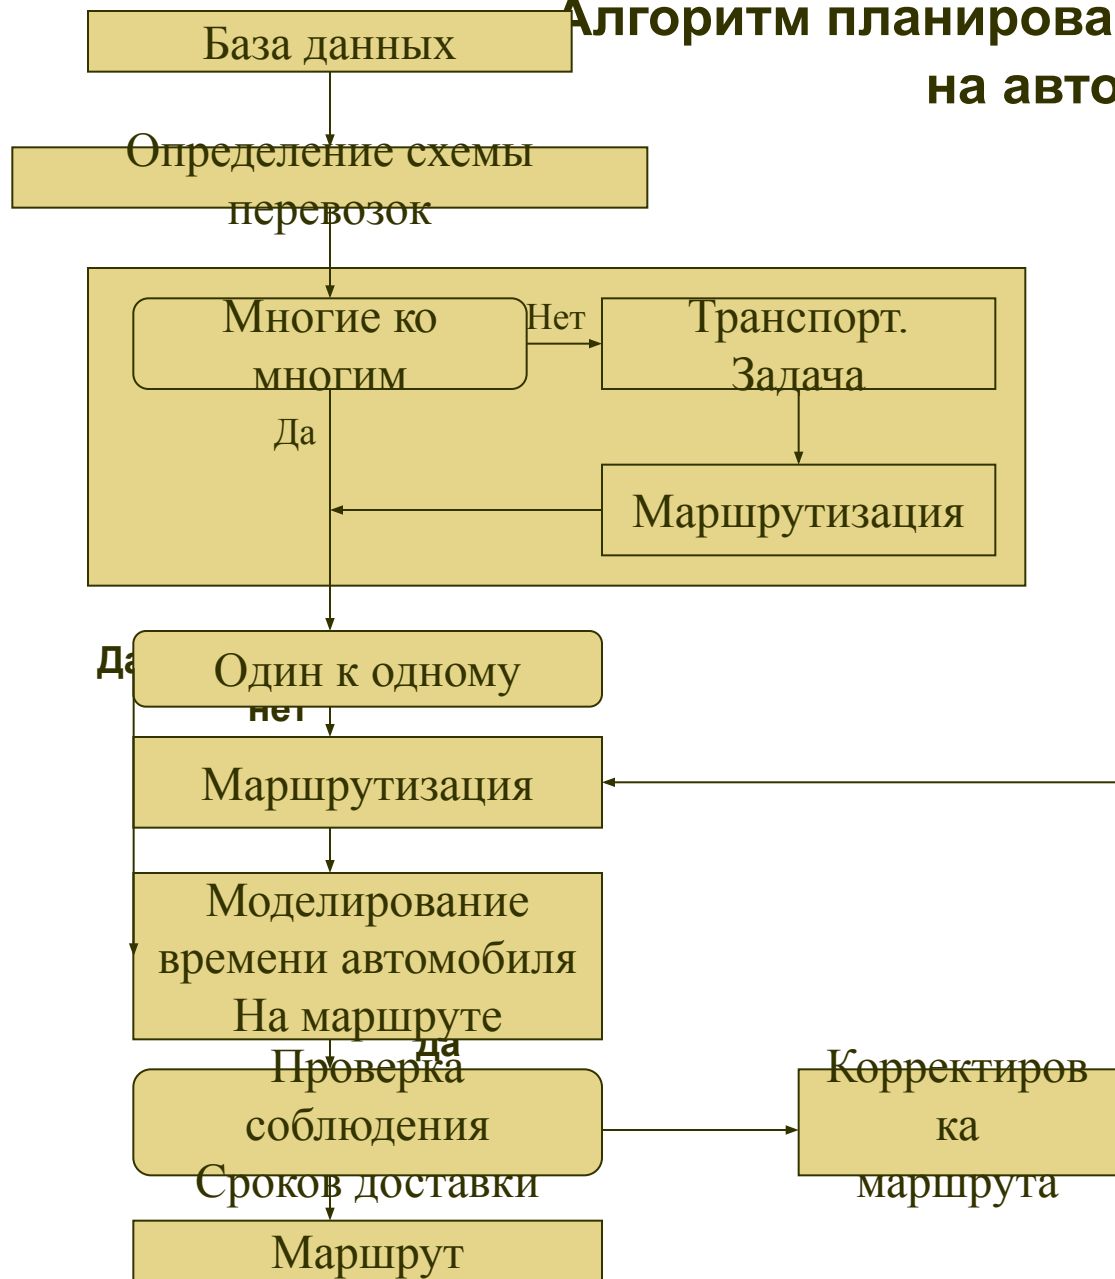 Алгоритм планирова
на авто
База данных
Определение схемы
перевозок
Многие ко
многим
Нет
Транспорт.
Задача
Да
Маршрутизация
Да
Один к одному
нет
Маршрутизация
Моделирование
времени автомобиля
На маршруте
да
Проверка
соблюдения
Сроков доставки
Корректиров
ка
маршрута
Маршрут